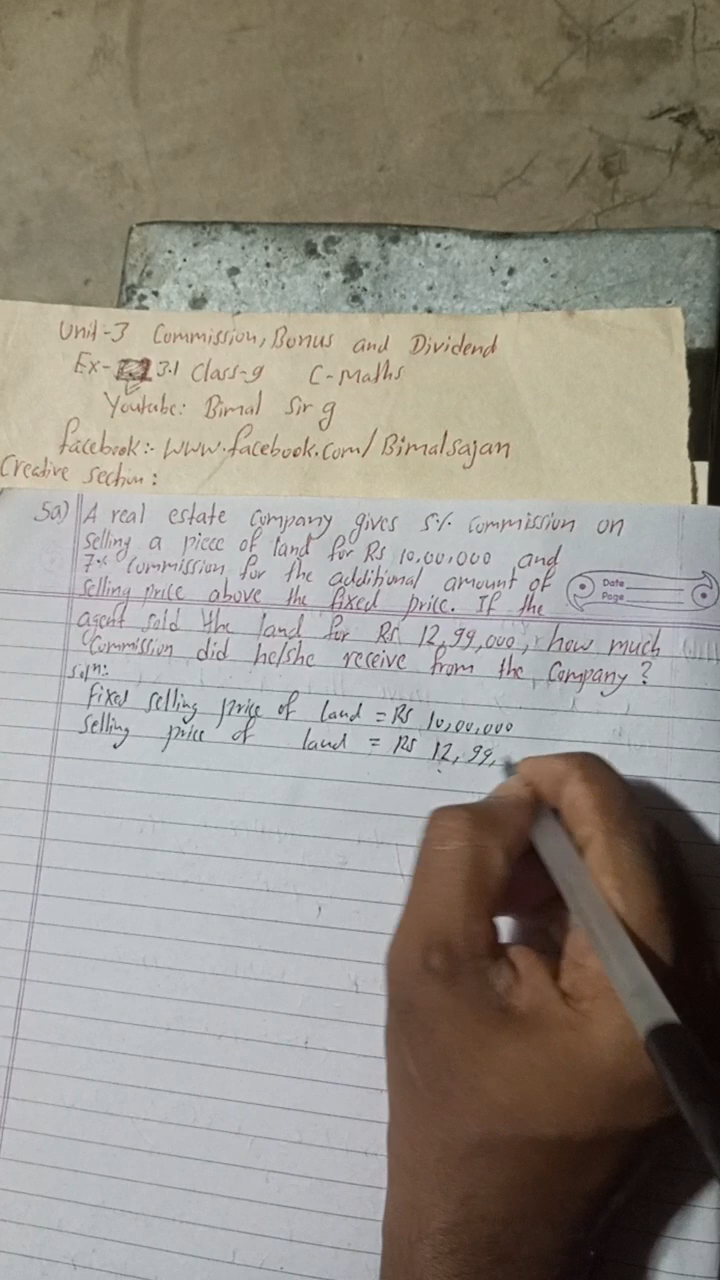 Unit-3 Commission, Bonus and Dividend
Ex- 3.1 Class-9 C-Maths
Youtube: Bimal Sir g
facebook:- www.facebook.com/Bimalsajan
Creative section:
5a) A real estate company gives 5% commission on
selling a piece of land for Rs 10,00,000 and
7% commission for the additional amount of
selling price above the fixed price. If the
Date
Page
agent sold the land for Rs 12,99,000, how much
Commission did he/she receive from the Company?
Soln:
fixed selling price of land = Rs 10,00,000
Selling price of land = Rs 12,99,